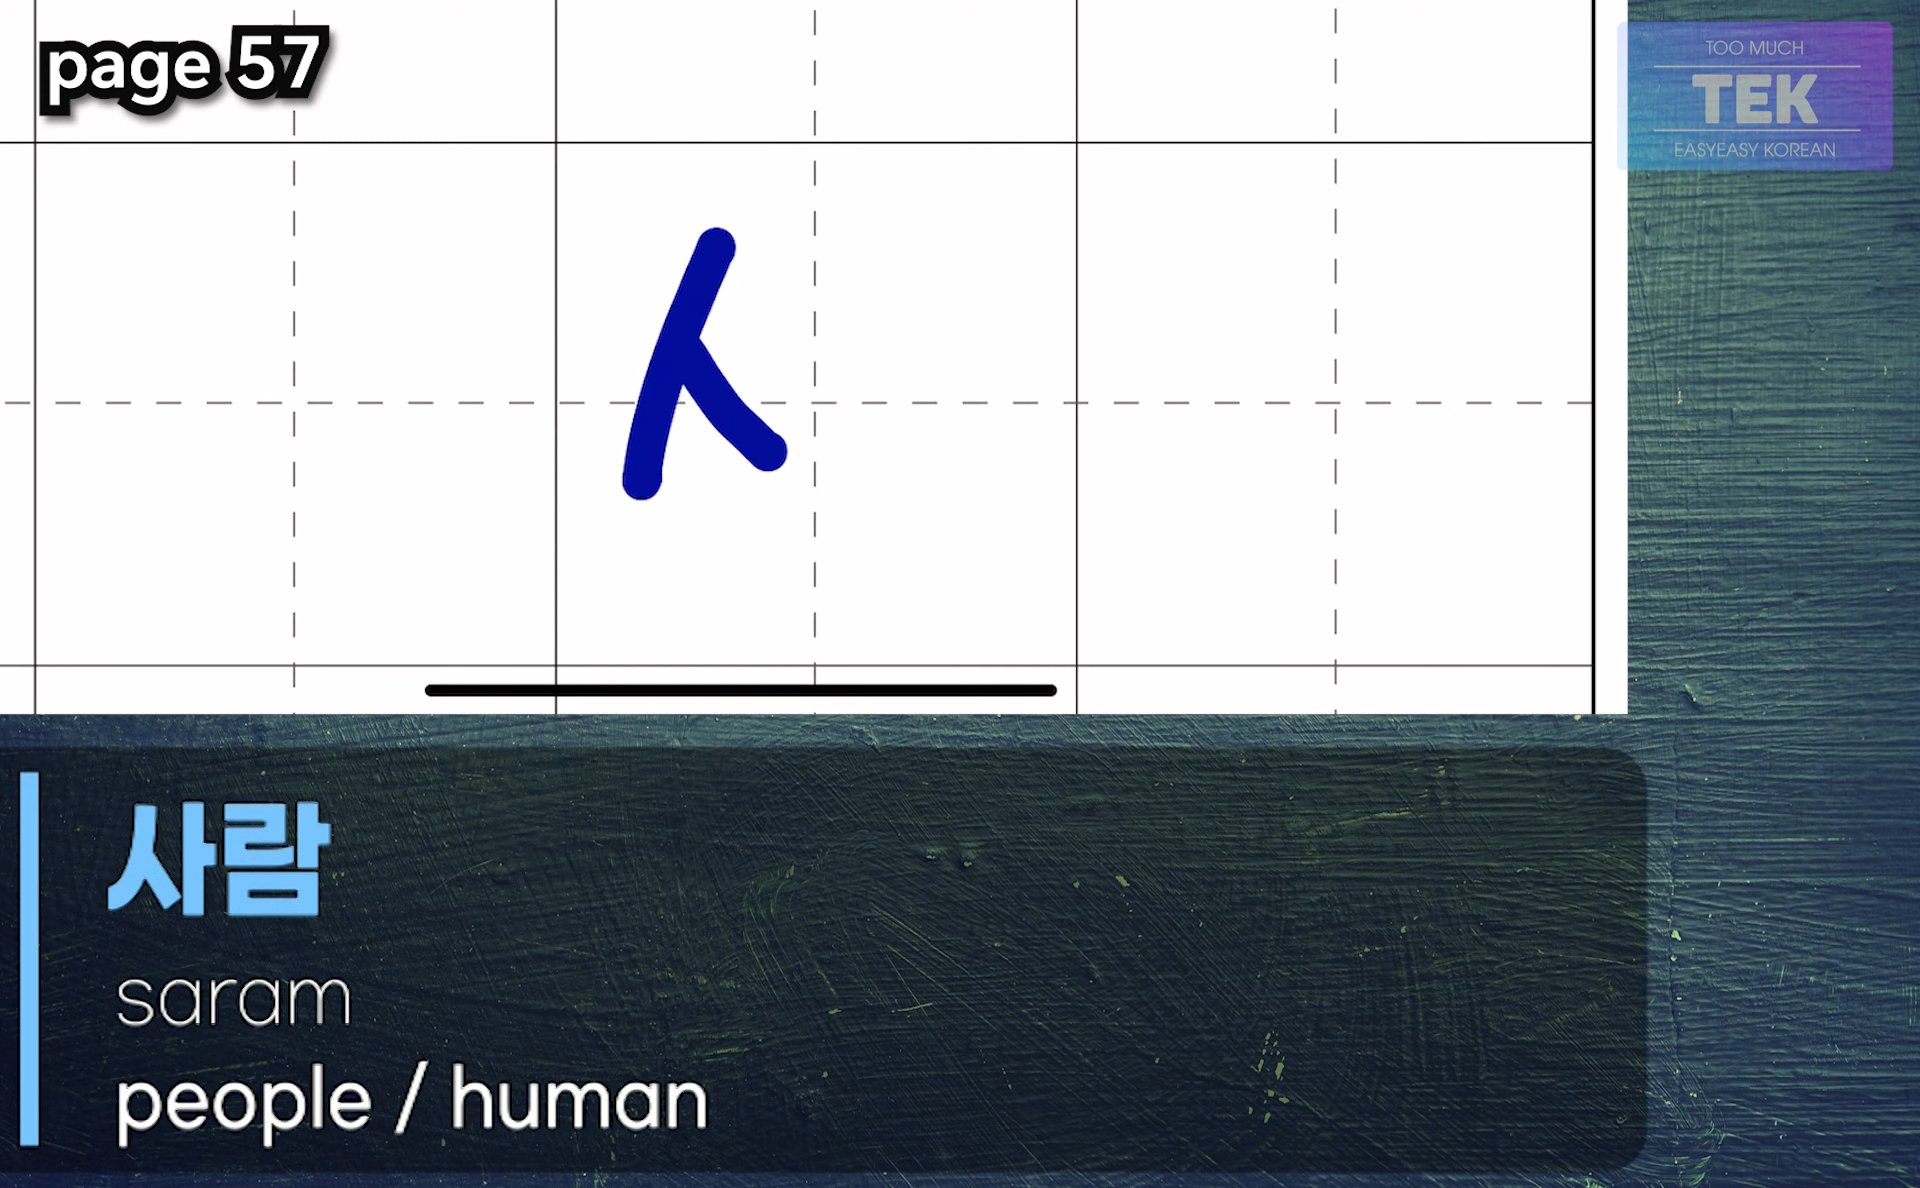 page 57
TOO MUCH
TEK
EASYEASY KOREAN
ㅅ
사람
saram
people / human